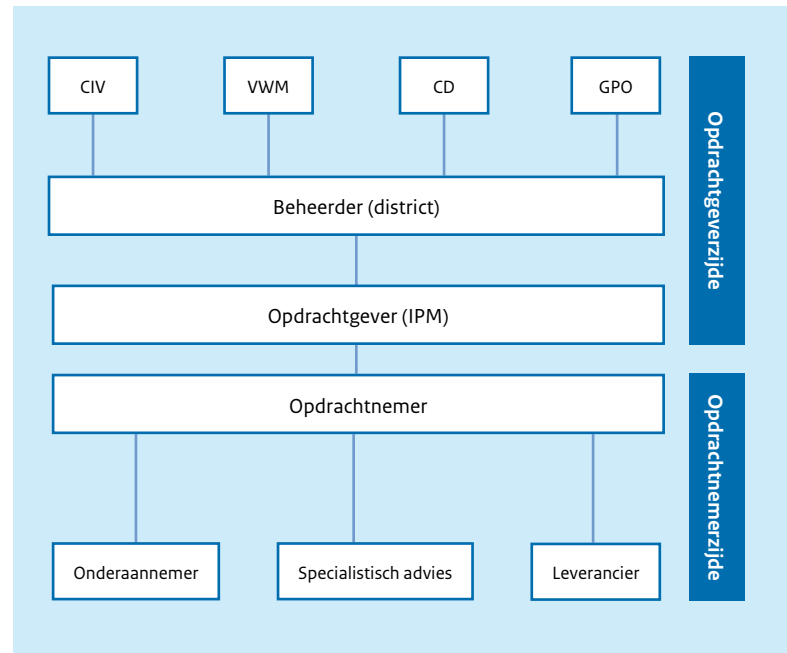 CIV
VWM
CD
GPO
Opdrachtgeverzijde
Beheerder (district)
Opdrachtgever (IPM)
Opdrachtnemer
Opdrachtnemerzijde
Onderaannemer
Specialistisch advies
Leverancier